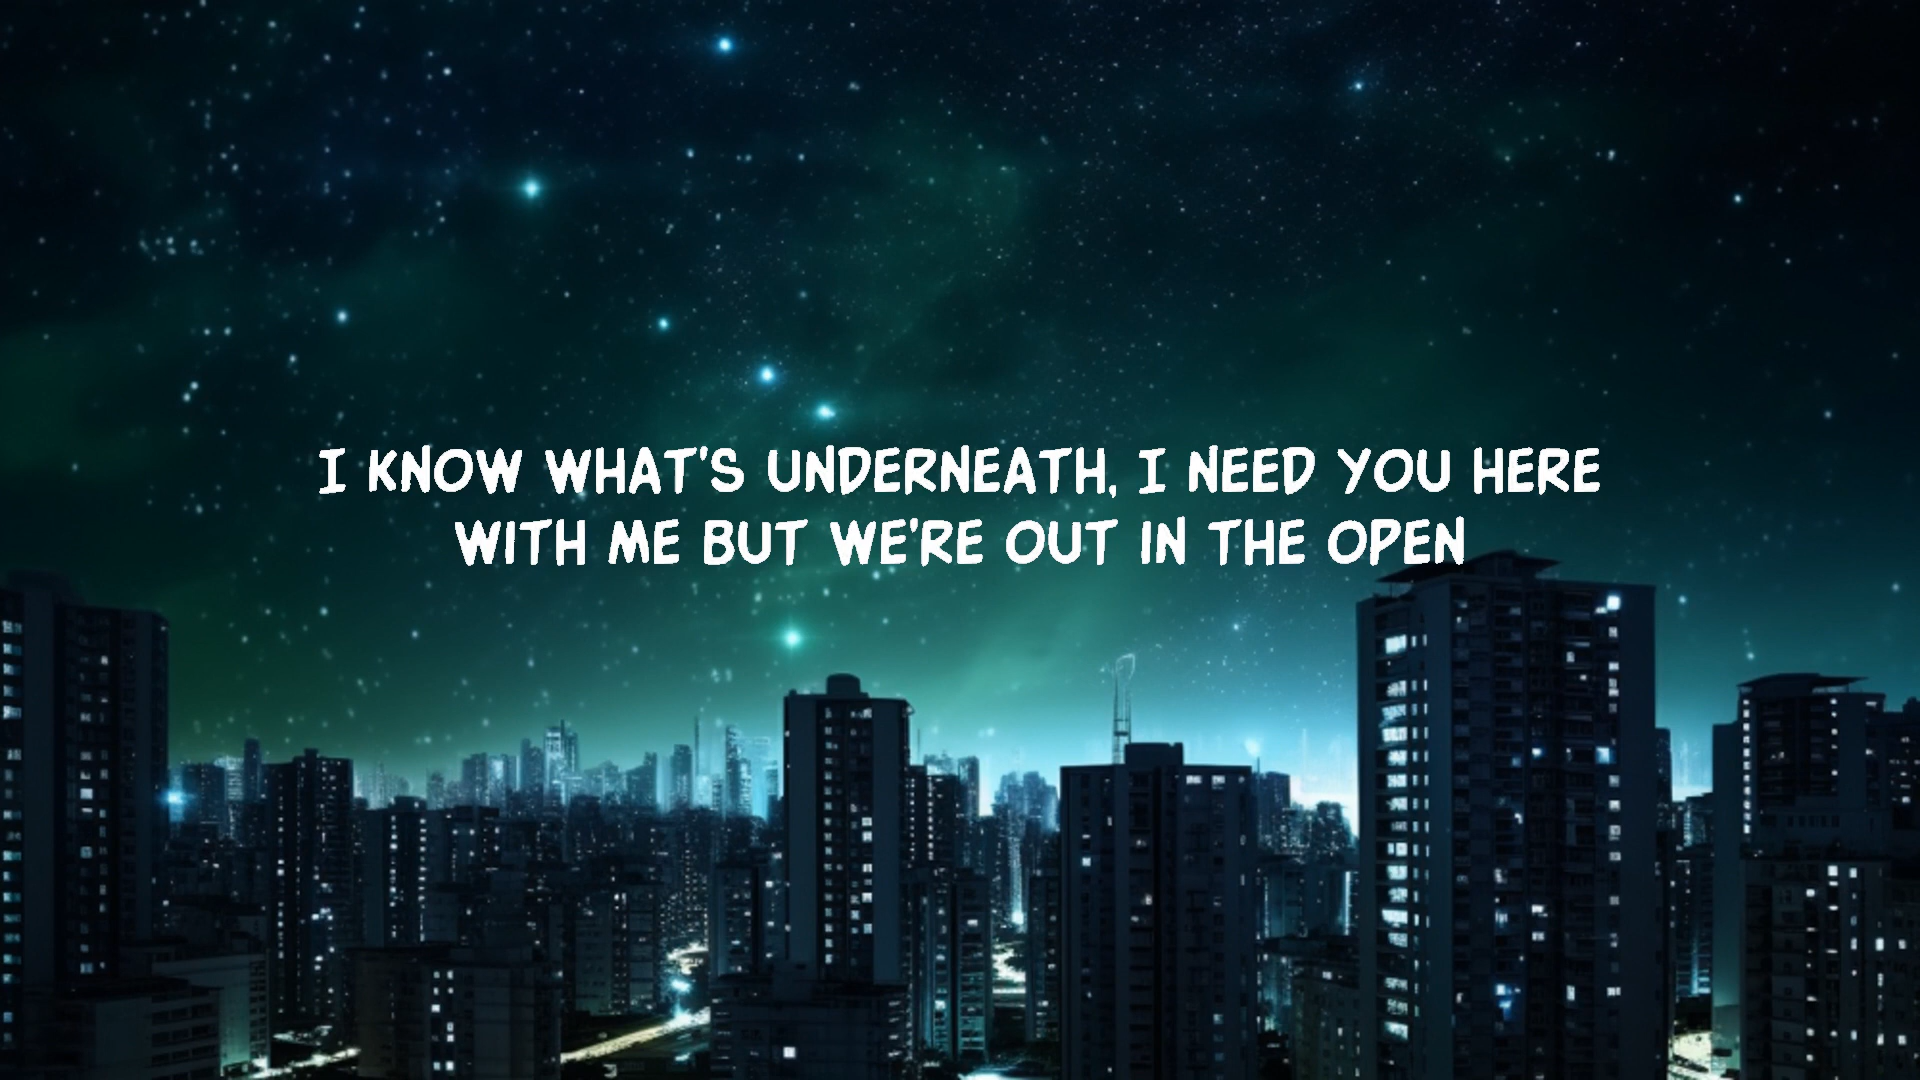 I KNOW WHAT'S UNDERNEATH, I NEED YOU HERE
WITH ME BUT WE'RE OUT IN THE OPEN